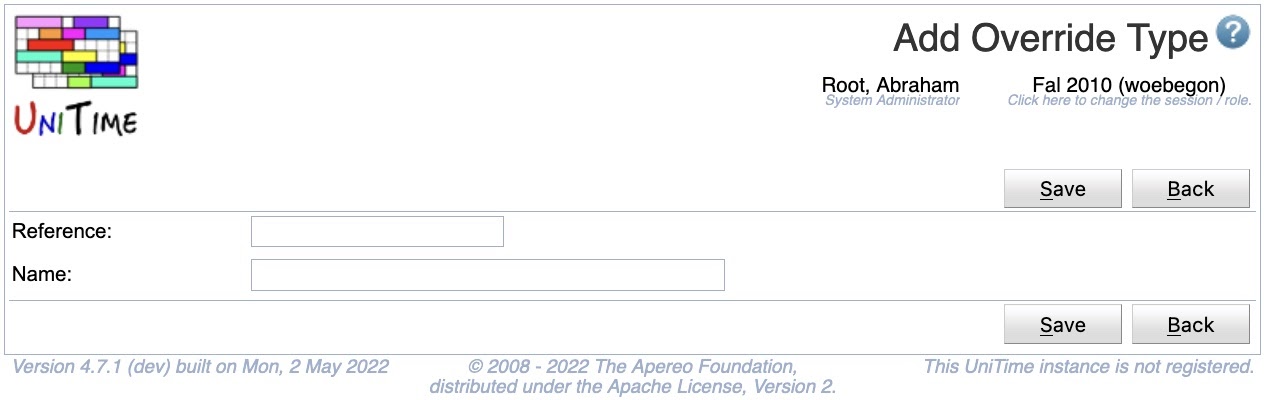 UNITIME
Add Override Type ?
Root, Abraham Fal 2010 (woebegon)
System Administrator Click here to change the session / role.
Save Back
Reference:
Name:
Save Back
Version 4.7.1 (dev) built on Mon, 2 May 2022 © 2008 - 2022 The Apereo Foundation, This UniTime instance is not registered.
distributed under the Apache License, Version 2.